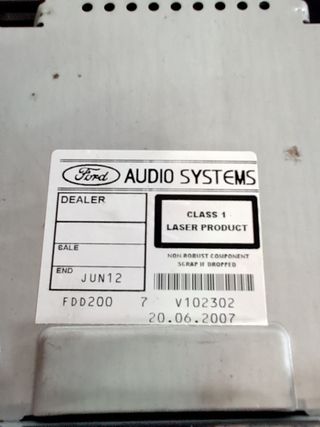 Ford AUDIO SYSTEMS
DEALER
CLASS 1
LASER PRODUCT
SALE
NON ROBUST COMPONENT
SCRAP IF DROPPED
END JUN12
FDD200 7 V102302
20.06.2007